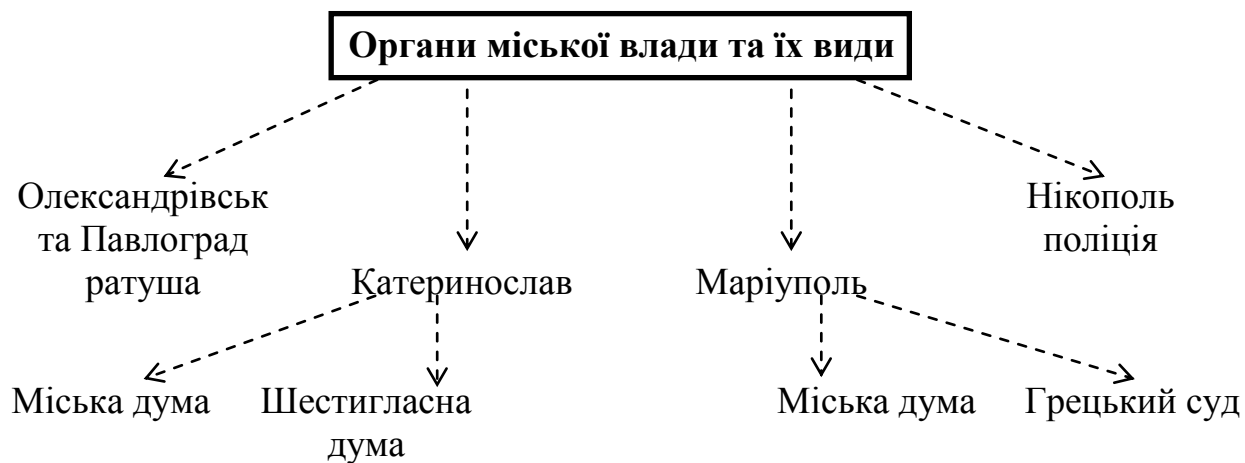 Органи міської влади та їх види
Олександрівськ
та Павлоград
ратуша
Нікополь
поліція
Катеринослав
Маріуполь
Міська дума
Шестигласна
дума
Міська дума
Грецький суд